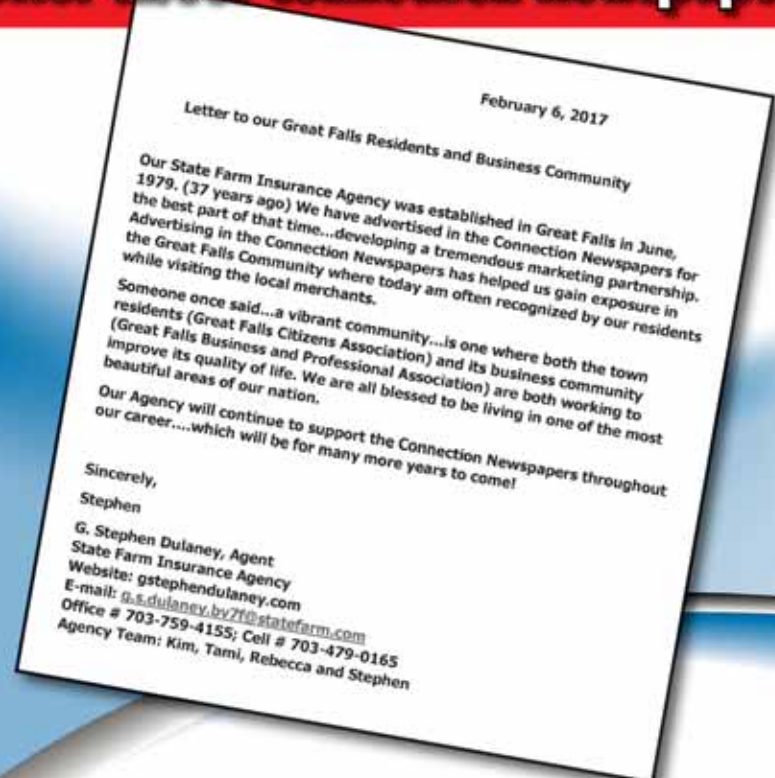 February 6, 2017
Letter to our Great Falls Residents and Business Community
Our State Farm Insurance Agency was established in Great Falls in June,
1979. (37 years ago) We have advertised in the Connection Newspapers for
the best part of that time...developing a tremendous marketing partnership.
Advertising in the Connection Newspapers has helped us gain exposure in
the Great Falls Community where today am often recognized by our residents
while visiting the local merchants.
Someone once said...a vibrant community...is one where both the town
residents (Great Falls Citizens Association) and its business community
(Great Falls Business and Professional Association) are both working to
improve its quality of life. We are all blessed to be living in one of the most
beautiful areas of our nation.
Our Agency will continue to support the Connection Newspapers throughout
our career....which will be for many more years to come!
Sincerely,
Stephen
G. Stephen Dulaney, Agent
State Farm Insurance Agency
Website: gstephendulaney.com
E-mail: g.s.dulaney.by7f@statefarm.com
Office # 703-759-4155; Cell # 703-479-0165
Agency Team: Kim, Tami, Rebecca and Stephen